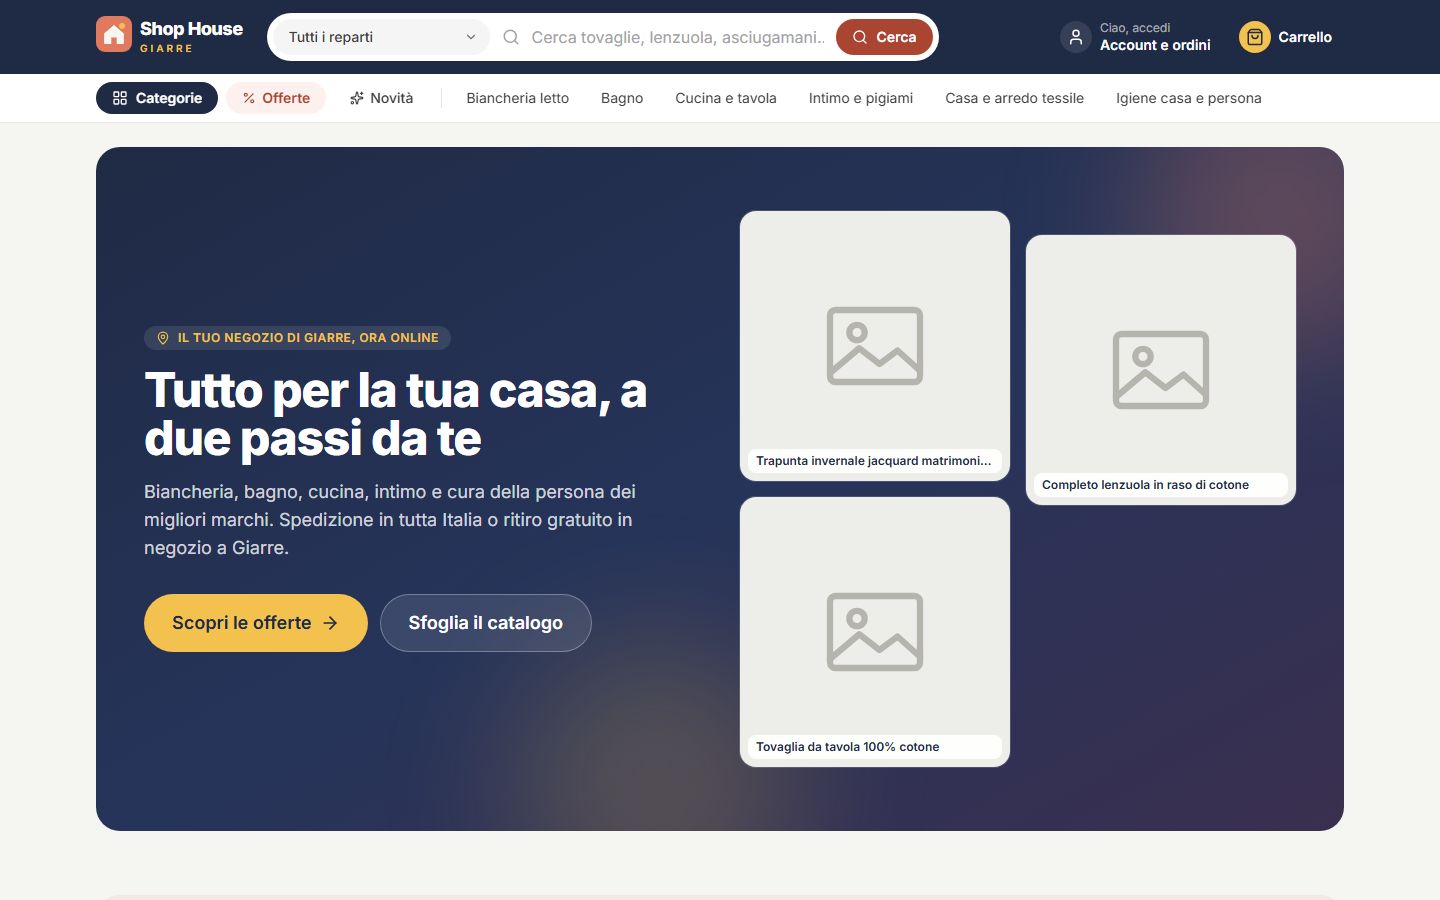 Shop House
GIARRE
Tutti i reparti
Cerca tovaglie, lenzuola, asciugamani..
Cerca
Ciao, accedi
Account e ordini
Carrello
Categorie
Offerte
Novità
Biancheria letto
Bagno
Cucina e tavola
Intimo e pigiami
Casa e arredo tessile
Igiene casa e persona
IL TUO NEGOZIO DI GIARRE, ORA ONLINE
Tutto per la tua casa, a
due passi da te
Biancheria, bagno, cucina, intimo e cura della persona dei
migliori marchi. Spedizione in tutta Italia o ritiro gratuito in
negozio a Giarre.
Scopri le offerte
Sfoglia il catalogo
Trapunta invernale jacquard matrimoni...
Completo lenzuola in raso di cotone
Tovaglia da tavola 100% cotone